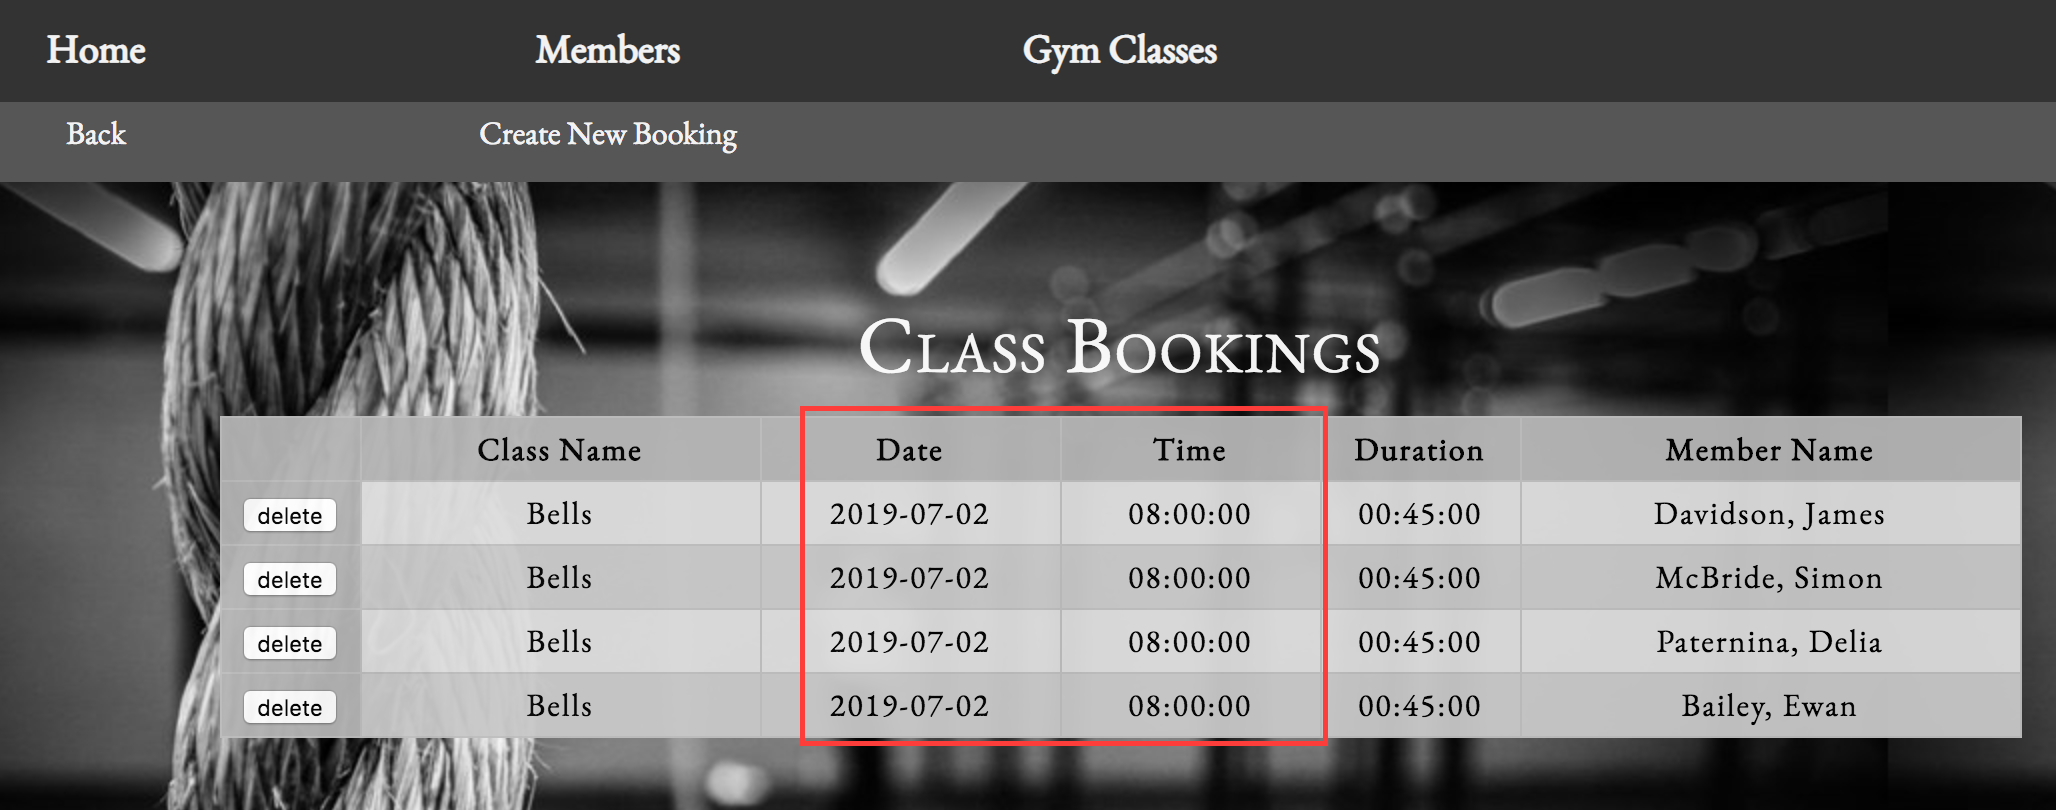 Home Members Gym Classes
Back Create New Booking
Class Bookings
Class Name Date Time Duration Member Name
delete Bells 2019-07-02 08:00:00 00:45:00 Davidson, James
delete Bells 2019-07-02 08:00:00 00:45:00 McBride, Simon
delete Bells 2019-07-02 08:00:00 00:45:00 Paternina, Delia
delete Bells 2019-07-02 08:00:00 00:45:00 Bailey, Ewan